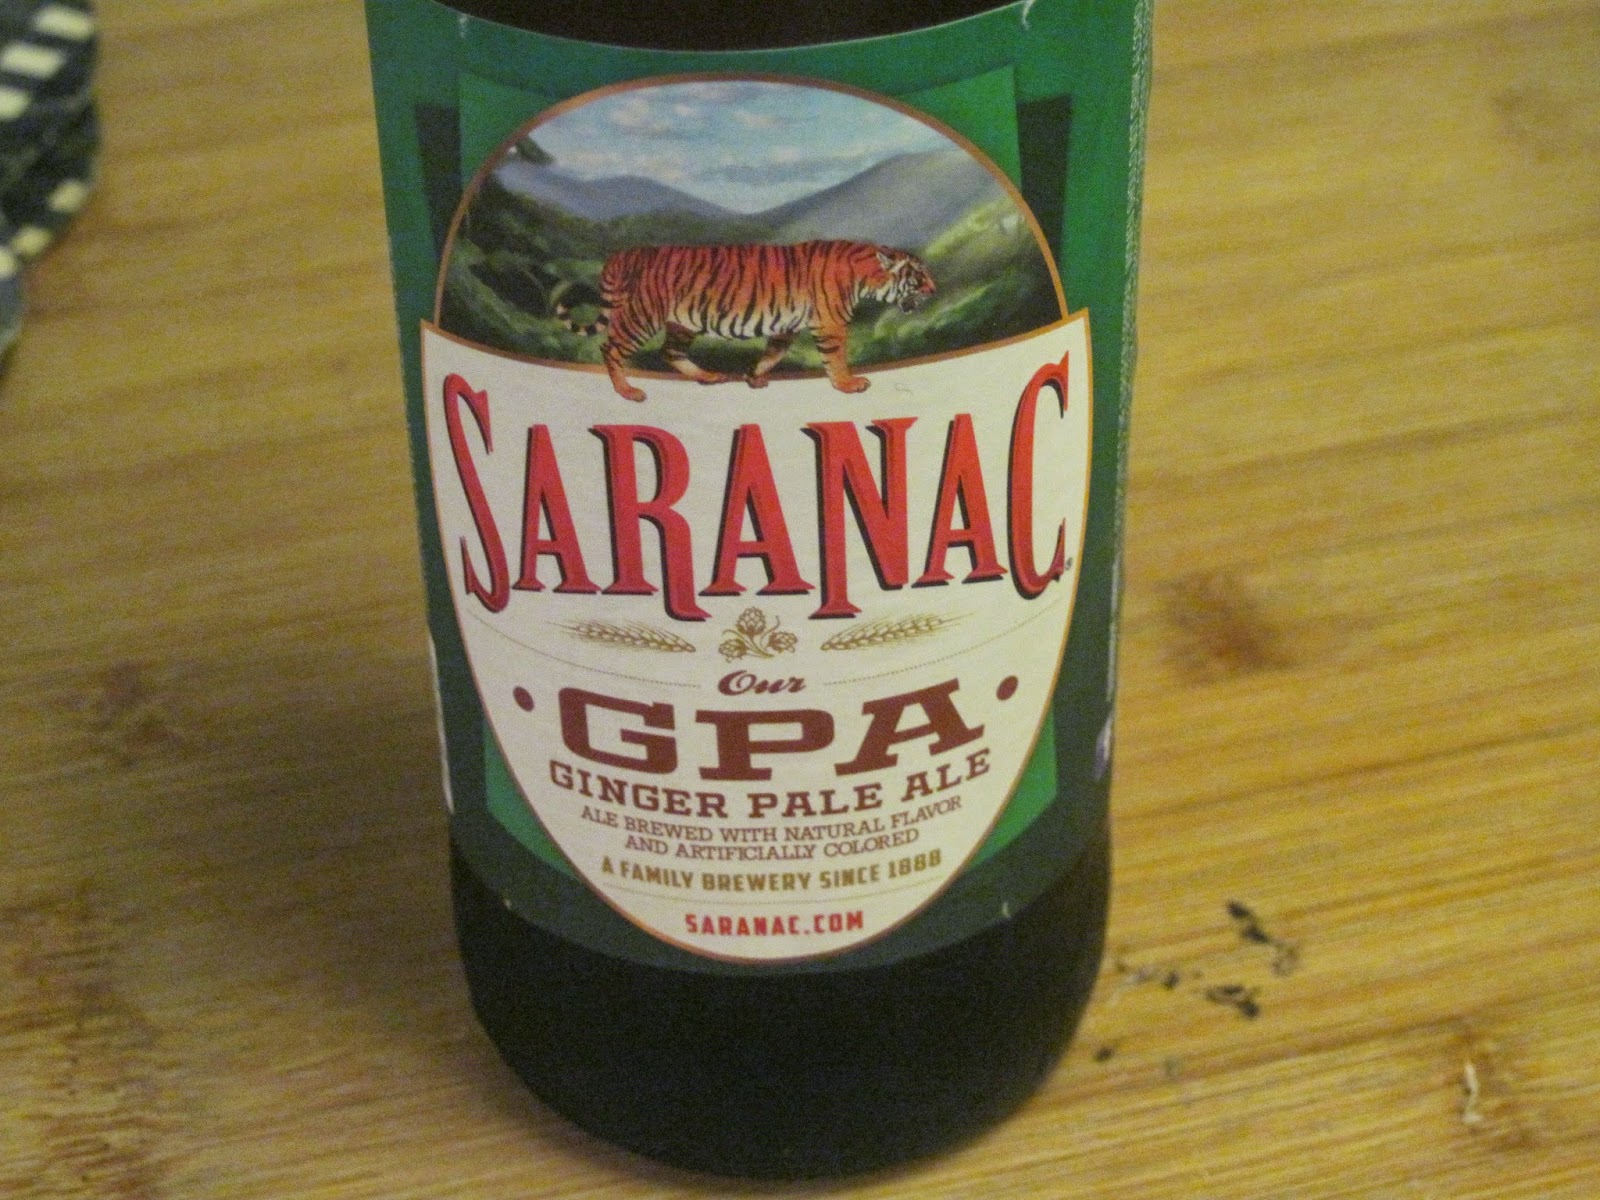 SARANAC®
Our
• GPA •
GINGER PALE ALE
ALE BREWED WITH NATURAL FLAVOR
AND ARTIFICIALLY COLORED
A FAMILY BREWERY SINCE 1888
SARANAC.COM